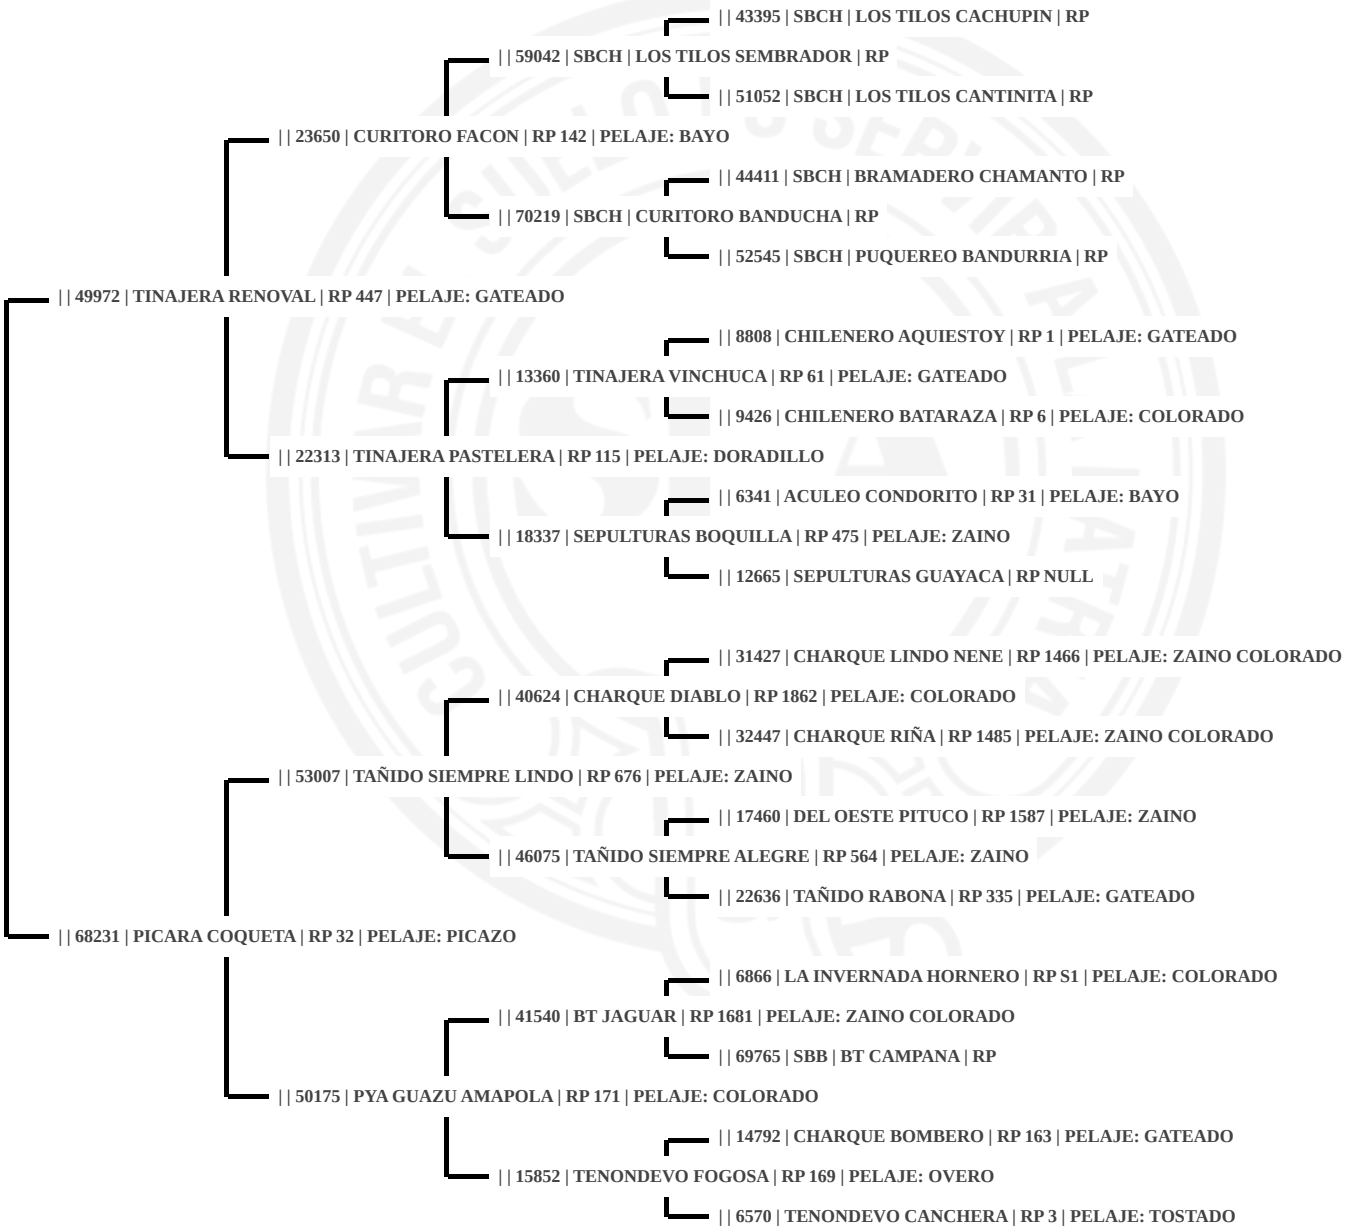 | | 43395 | SBCH | LOS TILOS CACHUPIN | RP
| | 59042 | SBCH | LOS TILOS SEMBRADOR | RP
| | 51052 | SBCH | LOS TILOS CANTINITA | RP
| | 23650 | CURITORO FACON | RP 142 | PELAJE: BAYO
| | 44411 | SBCH | BRAMADERO CHAMANTO | RP
| | 70219 | SBCH | CURITORO BANDUCHA | RP
| | 52545 | SBCH | PUQUEREO BANDURRIA | RP
| | 49972 | TINAJERA RENOVAL | RP 447 | PELAJE: GATEADO
| | 8808 | CHILENERO AQUIESTOY | RP 1 | PELAJE: GATEADO
| | 13360 | TINAJERA VINCHUCA | RP 61 | PELAJE: GATEADO
| | 9426 | CHILENERO BATARAZA | RP 6 | PELAJE: COLORADO
| | 22313 | TINAJERA PASTELERA | RP 115 | PELAJE: DORADILLO
| | 6341 | ACULEO CONDORITO | RP 31 | PELAJE: BAYO
| | 18337 | SEPULTURAS BOQUILLA | RP 475 | PELAJE: ZAINO
| | 12665 | SEPULTURAS GUAYACA | RP NULL
| | 31427 | CHARQUE LINDO NENE | RP 1466 | PELAJE: ZAINO COLORADO
| | 40624 | CHARQUE DIABLO | RP 1862 | PELAJE: COLORADO
| | 32447 | CHARQUE RIÑA | RP 1485 | PELAJE: ZAINO COLORADO
| | 53007 | TAÑIDO SIEMPRE LINDO | RP 676 | PELAJE: ZAINO
| | 17460 | DEL OESTE PITUCO | RP 1587 | PELAJE: ZAINO
| | 46075 | TAÑIDO SIEMPRE ALEGRE | RP 564 | PELAJE: ZAINO
| | 22636 | TAÑIDO RABONA | RP 335 | PELAJE: GATEADO
| | 68231 | PICARA COQUETA | RP 32 | PELAJE: PICAZO
| | 6866 | LA INVERNADA HORNERO | RP S1 | PELAJE: COLORADO
| | 41540 | BT JAGUAR | RP 1681 | PELAJE: ZAINO COLORADO
| | 69765 | SBB | BT CAMPANA | RP
| | 50175 | PYA GUAZU AMAPOLA | RP 171 | PELAJE: COLORADO
| | 14792 | CHARQUE BOMBERO | RP 163 | PELAJE: GATEADO
| | 15852 | TENONDEVO FOGOSA | RP 169 | PELAJE: OVERO
| | 6570 | TENONDEVO CANCHERA | RP 3 | PELAJE: TOSTADO